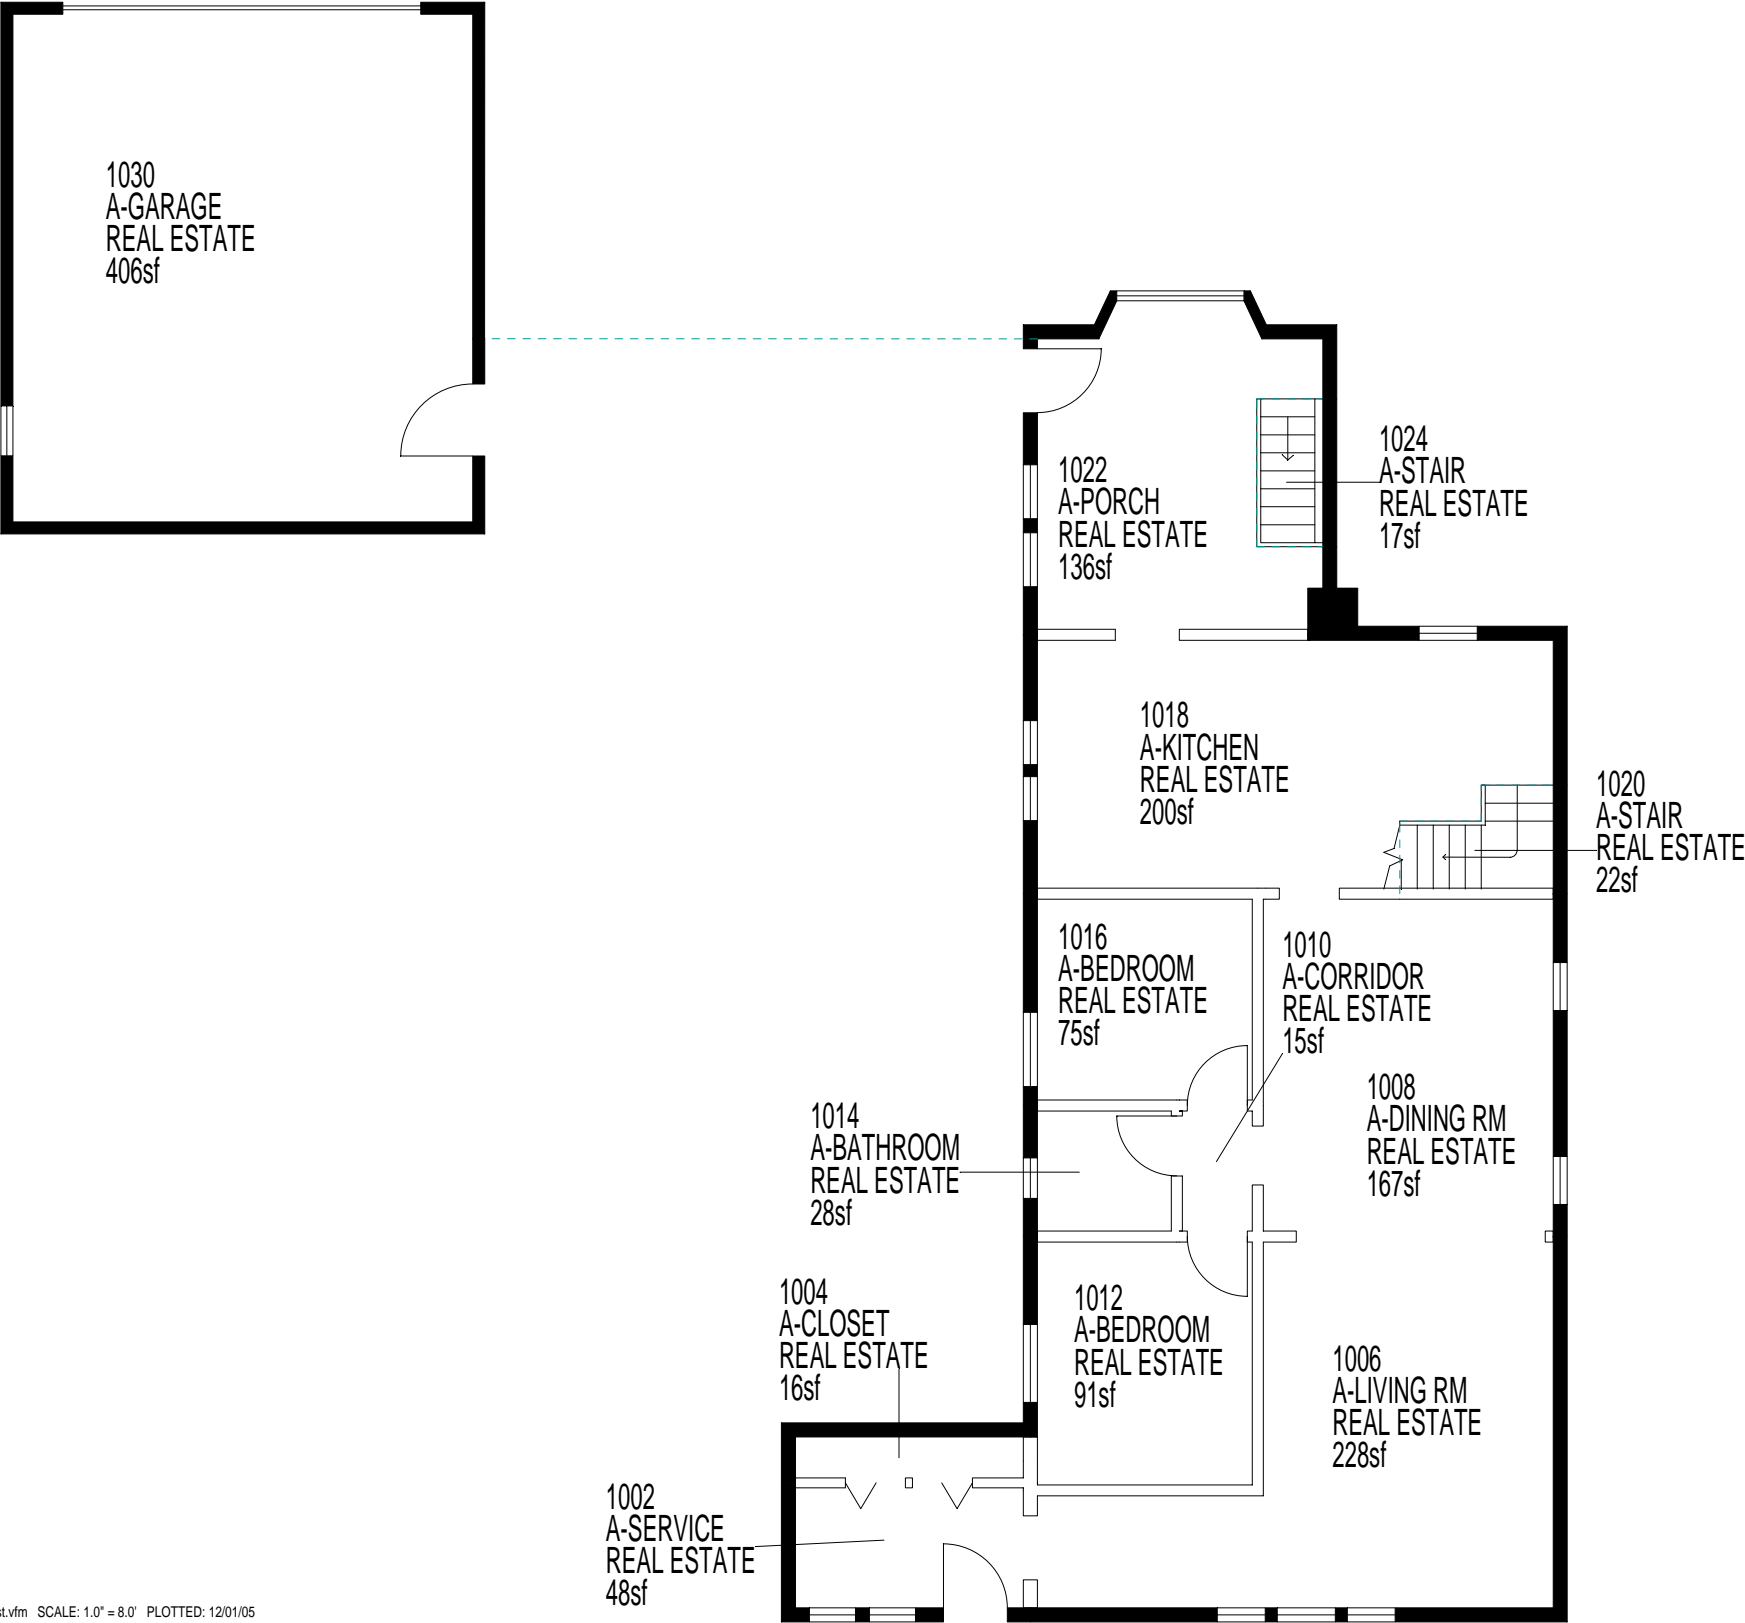 1030
A-GARAGE
REAL ESTATE
406sf
1024
A-STAIR
REAL ESTATE
17sf
1022
A-PORCH
REAL ESTATE
136sf
1018
A-KITCHEN
REAL ESTATE
200sf
1020
A-STAIR
REAL ESTATE
22sf
1016
A-BEDROOM
REAL ESTATE
75sf
1010
A-CORRIDOR
REAL ESTATE
15sf
1008
A-DINING RM
REAL ESTATE
167sf
1014
A-BATHROOM
REAL ESTATE
28sf
1004
A-CLOSET
REAL ESTATE
16sf
1012
A-BEDROOM
REAL ESTATE
91sf
1006
A-LIVING RM
REAL ESTATE
228sf
1002
A-SERVICE
REAL ESTATE
48sf
st.vfm SCALE: 1.0" = 8.0' PLOTTED: 12/01/05